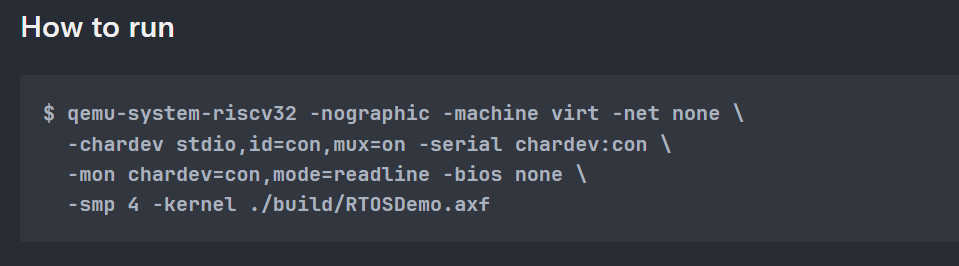 How to run
$ qemu-system-riscv32 -nographic -machine virt -net none \
-chardev stdio,id=con,mux=on -serial chardev:con \
-mon chardev=con,mode=readline -bios none \
-smp 4 -kernel ./build/RTOSDemo.axf